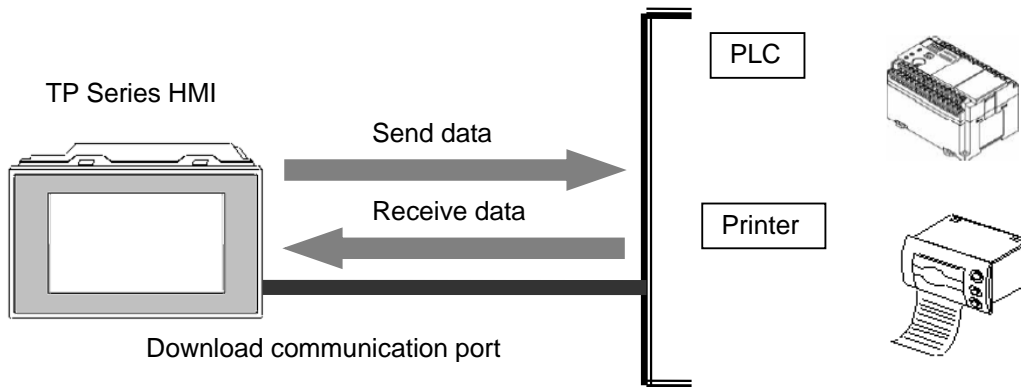 PLC
TP Series HMI
Send data
Receive data
Printer
Download communication port